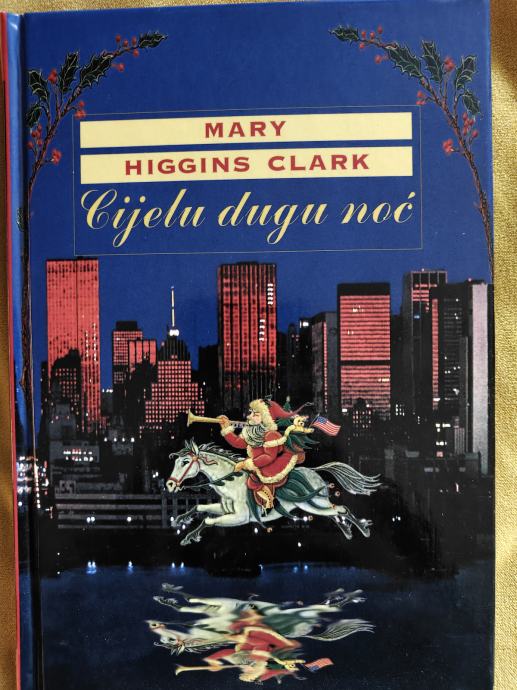 MARY
HIGGINS CLARK
Cijelu dugu noć